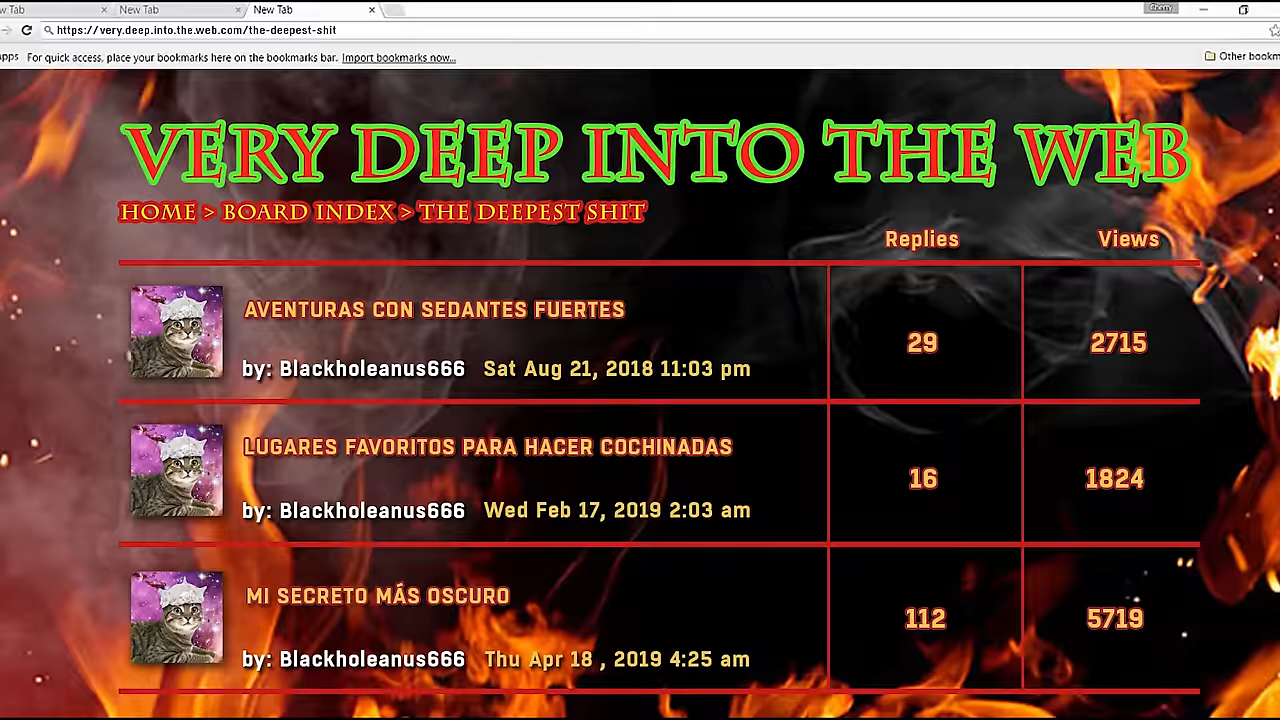 ew Tab
New Tab
New Tab
Cherry
https://very.deep.into.the.web.com/the-deepest-shit
pps For quick access, place your bookmarks here on the bookmarks bar. Import bookmarks now...
Other bookm
VERY DEEP INTO THE WEB
HOME > BOARD INDEX > THE DEEPEST SHIT
Replies Views
AVENTURAS CON SEDANTES FUERTES
29 2715
by: Blackholeanus666 Sat Aug 21, 2018 11:03 pm
LUGARES FAVORITOS PARA HACER COCHINADAS
16 1824
by: Blackholeanus666 Wed Feb 17, 2019 2:03 am
MI SECRETO MÁS OSCURO
112 5719
by: Blackholeanus666 Thu Apr 18 , 2019 4:25 am